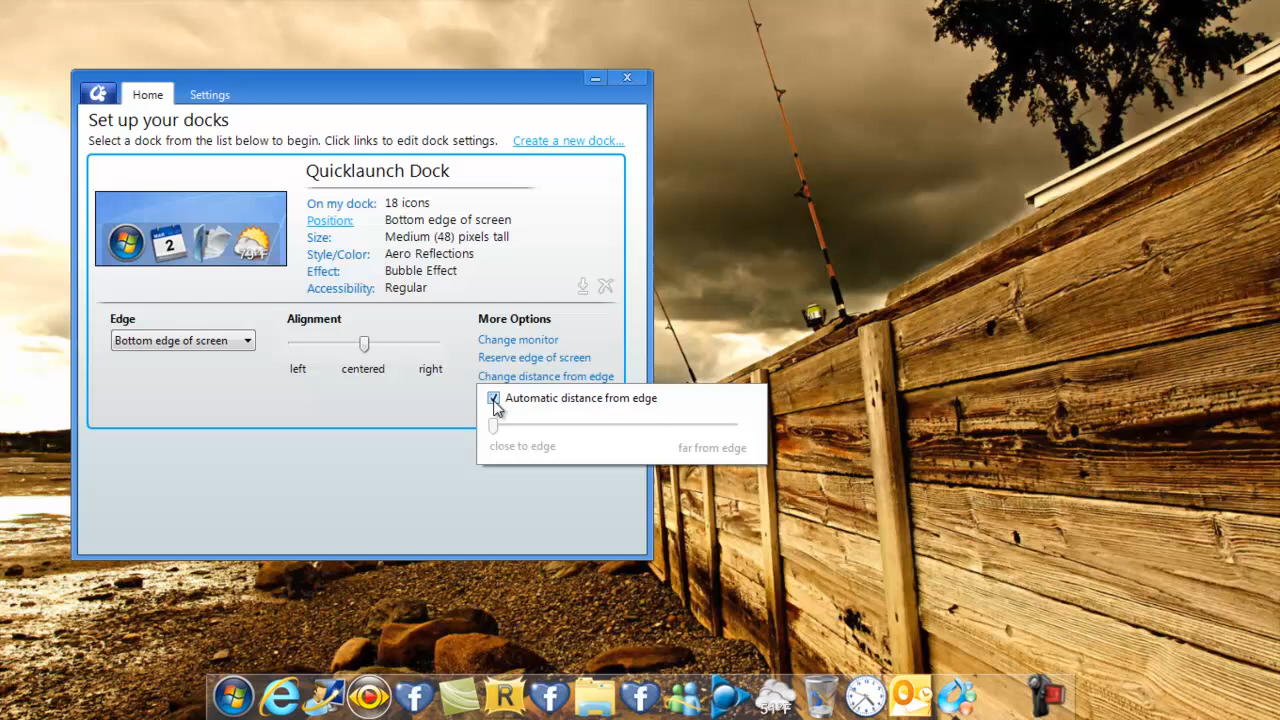 Home
Settings
Set up your docks
Select a dock from the list below to begin. Click links to edit dock settings.
Create a new dock...
Quicklaunch Dock
On my dock: 18 icons
Position: Bottom edge of screen
Size: Medium (48) pixels tall
Style/Color: Aero Reflections
Effect: Bubble Effect
Accessibility: Regular
MAR
2
79°F
Edge
Bottom edge of screen
Alignment
left centered right
More Options
Change monitor
Reserve edge of screen
Change distance from edge
Automatic distance from edge
close to edge
far from edge
R
51°F